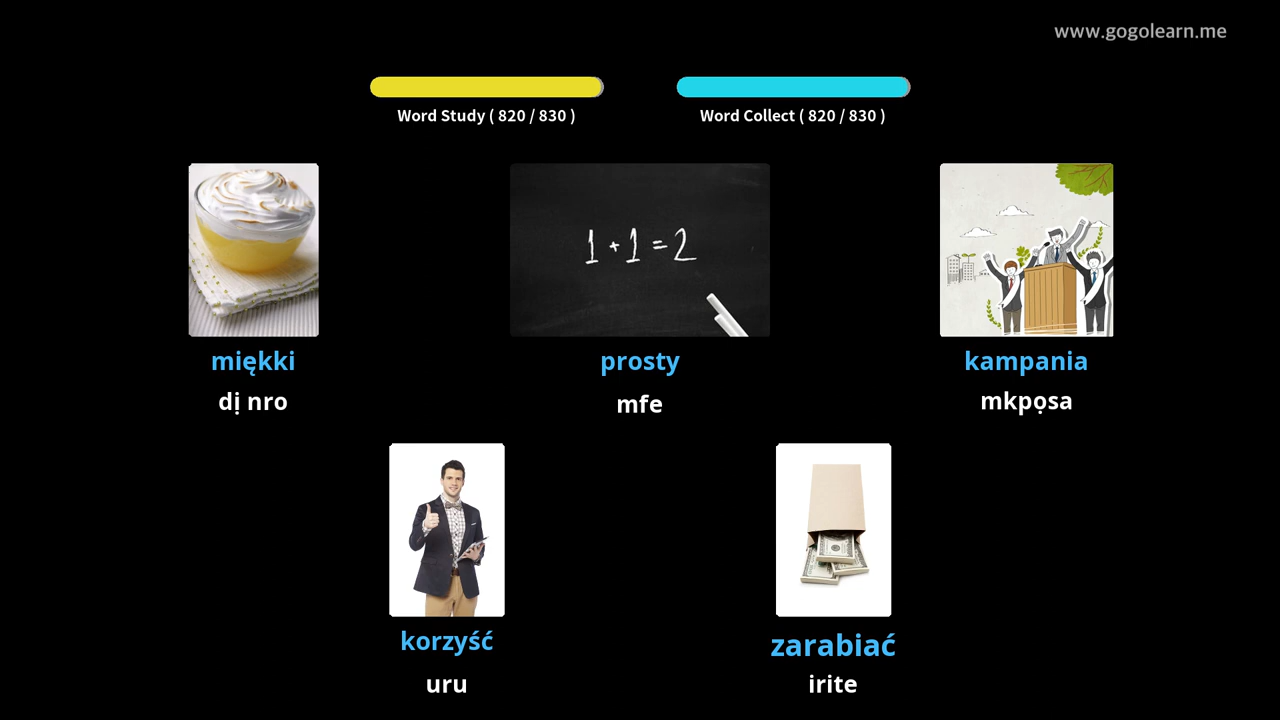 www.gogolearn.me
Word Study ( 820 / 830 )
Word Collect ( 820 / 830 )
1 + 1 = 2
miękki
prosty
kampania
dị nro
mfe
mkpọsa
korzyść
zarabiać
uru
irite